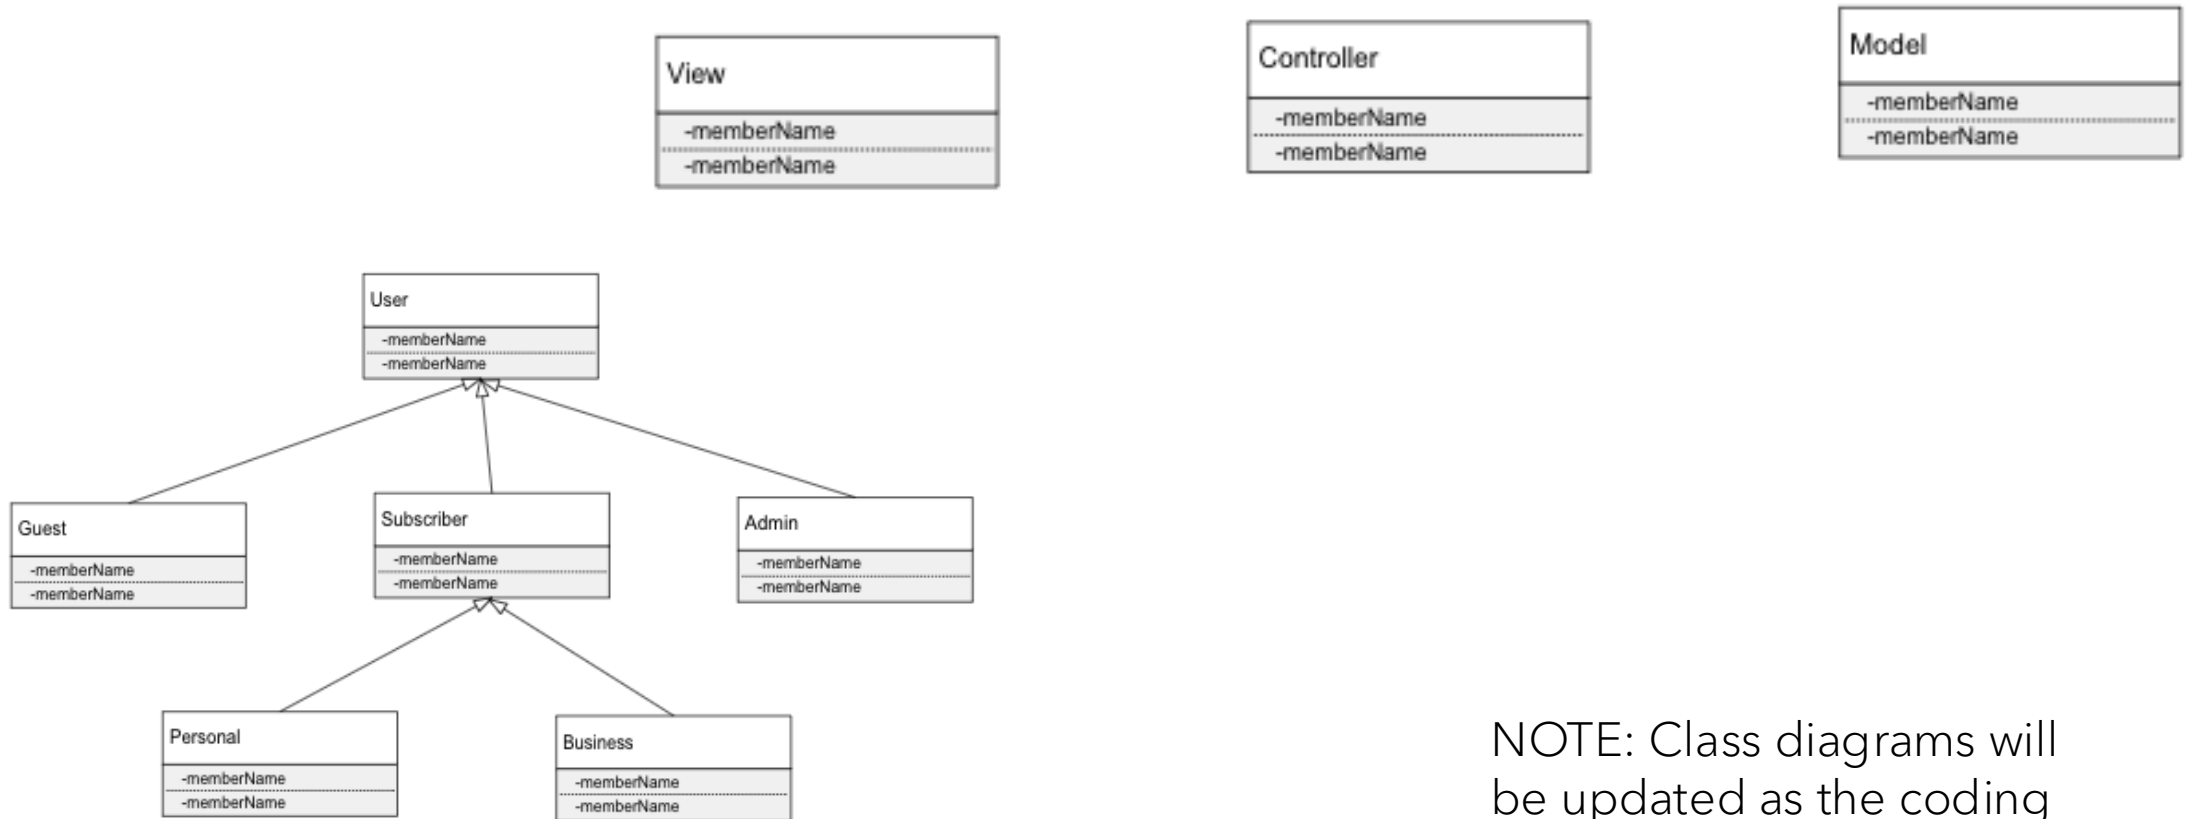 View
-memberName
-memberName
Controller
-memberName
-memberName
Model
-memberName
-memberName
User
-memberName
-memberName
Guest
-memberName
-memberName
Subscriber
-memberName
-memberName
Admin
-memberName
-memberName
Personal
-memberName
-memberName
Business
-memberName
-memberName
NOTE: Class diagrams will
be updated as the coding